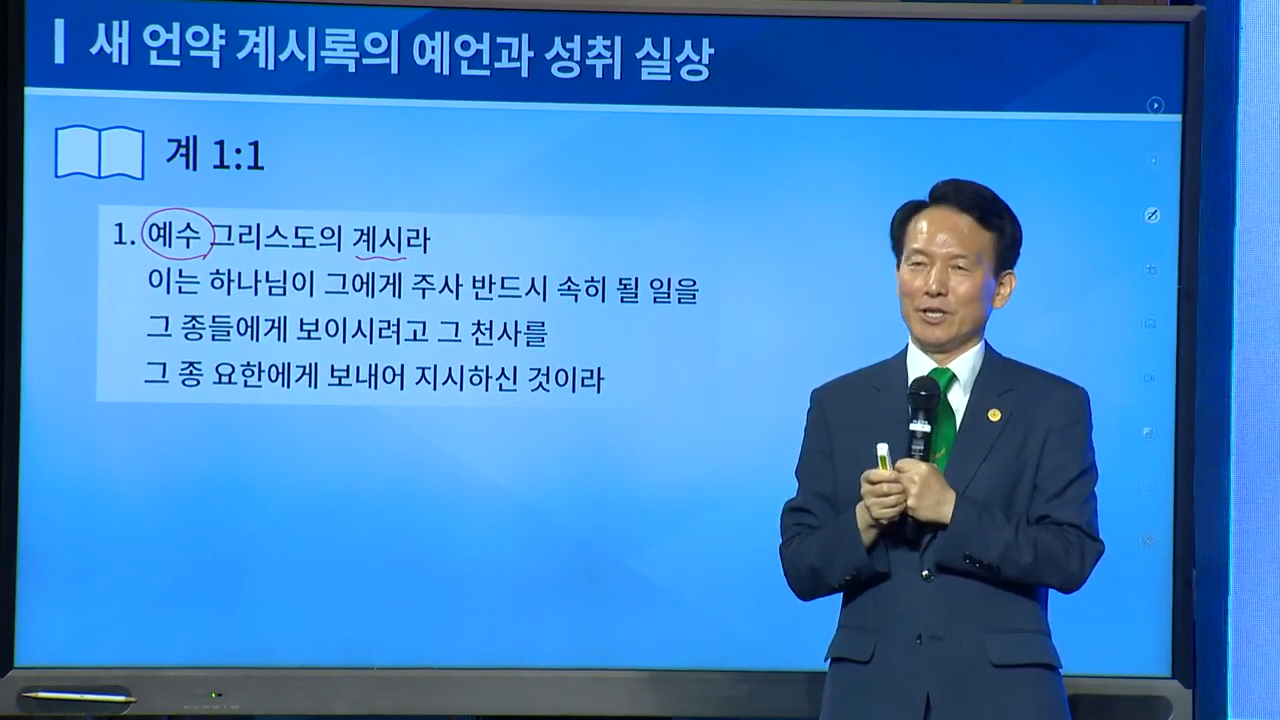 새 언약 계시록의 예언과 성취 실상
계 1:1
1. 예수 그리스도의 계시라
이는 하나님이 그에게 주사 반드시 속히 될 일을
그 종들에게 보이시려고 그 천사를
그 종 요한에게 보내어 지시하신 것이라